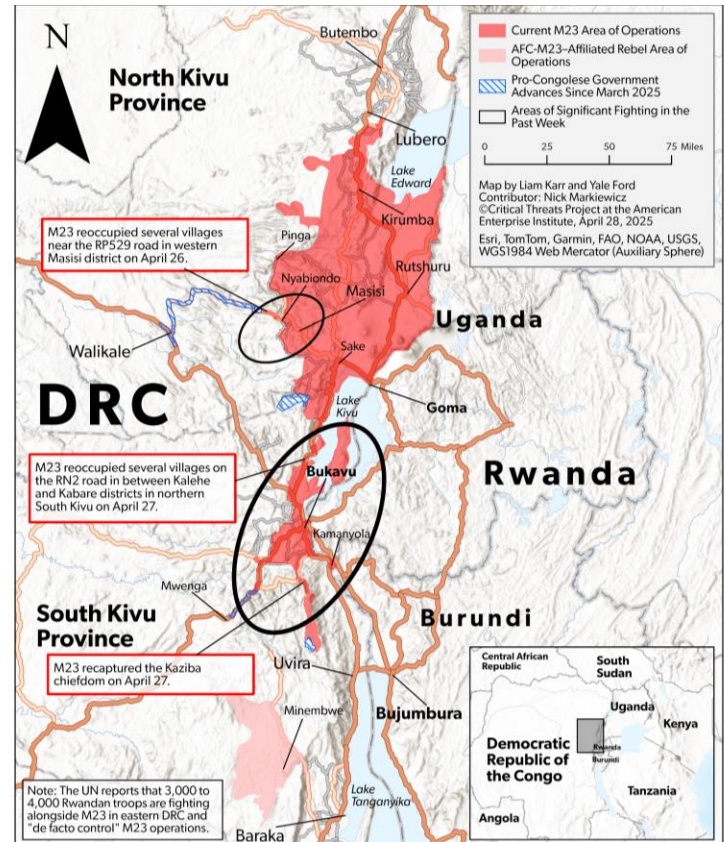 N
North Kivu
Province
Butembo
Lubero
Lake
Edward
Kirumba
Pinga
Rutshuru
Nyabiondo
Masisi
Uganda
Walikale
Sake
DRC
Lake
Kivu
Goma
Rwanda
Bukavu
Kamanyola
Mwenga
South Kivu
Province
Burundi
Uvira
Bujumbura
Minembwe
Lake
Tanganyika
Baraka
Current M23 Area of Operations
AFC-M23–Affiliated Rebel Area of
Operations
Pro-Congolese Government
Advances Since March 2025
Areas of Significant Fighting in the
Past Week
0 25 50 75 Miles
Map by Liam Karr and Yale Ford
Contributor: Nick Markiewicz
©Critical Threats Project at the American
Enterprise Institute, April 28, 2025
Esri, TomTom, Garmin, FAO, NOAA, USGS,
WGS1984 Web Mercator (Auxiliary Sphere)
M23 reoccupied several villages
near the RP529 road in western
Masisi district on April 26.
M23 reoccupied several villages on
the RN2 road in between Kalehe
and Kabare districts in northern
South Kivu on April 27.
M23 recaptured the Kaziba
chiefdom on April 27.
Note: The UN reports that 3,000 to
4,000 Rwandan troops are fighting
alongside M23 in eastern DRC and
"de facto control" M23 operations.
Central African
Republic
South
Sudan
Uganda
Kenya
Democratic
Republic of
the Congo
Rwanda
Burundi
Tanzania
Angola